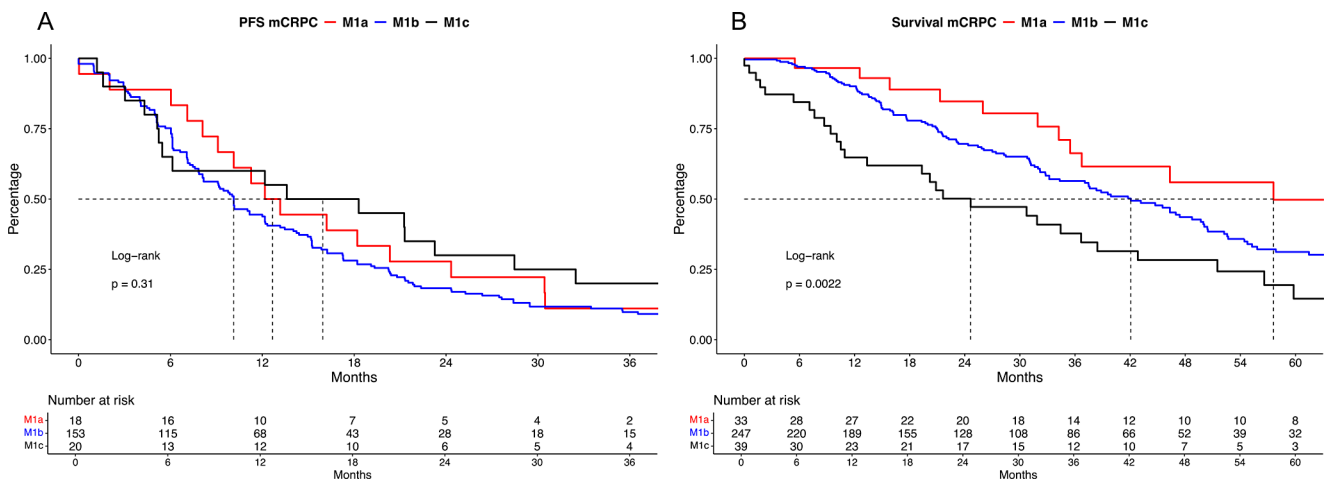 A
PFS mCRPC M1a M1b M1c
1.00
0.75
0.50
0.25
0.00
Percentage
Log-rank
p = 0.31
0 6 12 18 24 30 36
Months
Number at risk
M1a 18 16 10 7 5 4 2
M1b 153 115 68 43 28 18 15
M1c 20 13 12 10 6 5 4
0 6 12 18 24 30 36
Months
B
Survival mCRPC M1a M1b M1c
1.00
0.75
0.50
0.25
0.00
Percentage
Log-rank
p = 0.0022
0 6 12 18 24 30 36 42 48 54 60
Months
Number at risk
M1a 33 28 27 22 20 18 14 12 10 10 8
M1b 247 220 189 155 128 108 86 66 52 39 32
M1c 39 30 23 21 17 15 12 10 7 5 3
0 6 12 18 24 30 36 42 48 54 60
Months